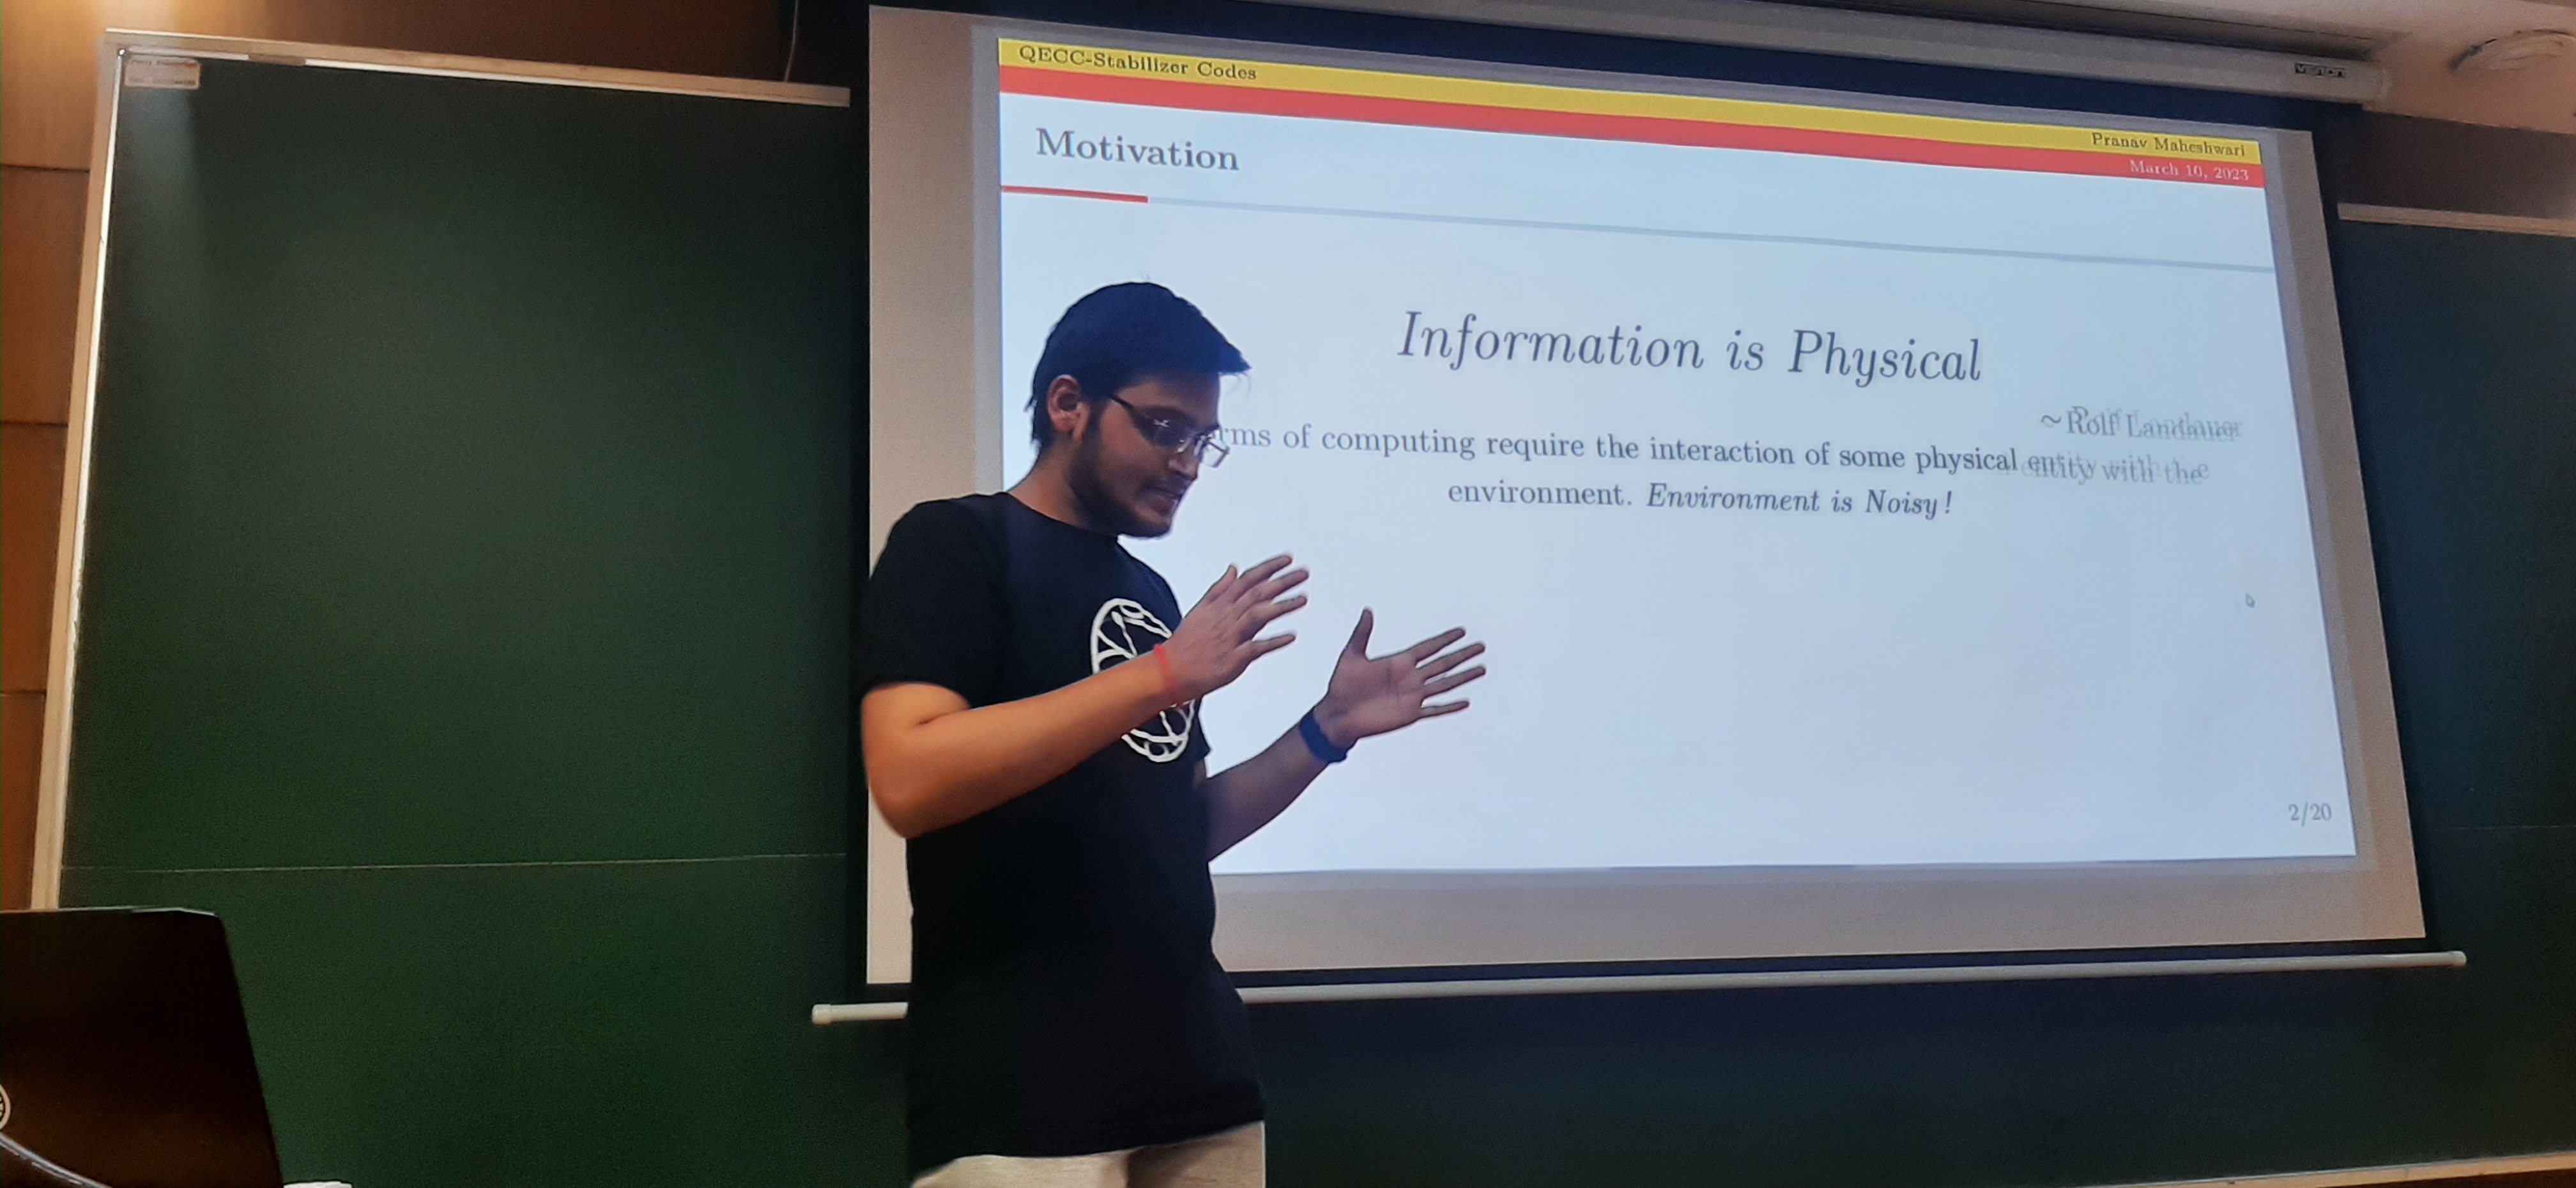 QECC-Stabilizer Codes
Pranav Maheshwari
March 10, 2023
Motivation
Information is Physical
~Rolf Landauer
rms of computing require the interaction of some physical entity with the
environment. Environment is Noisy!
2/20